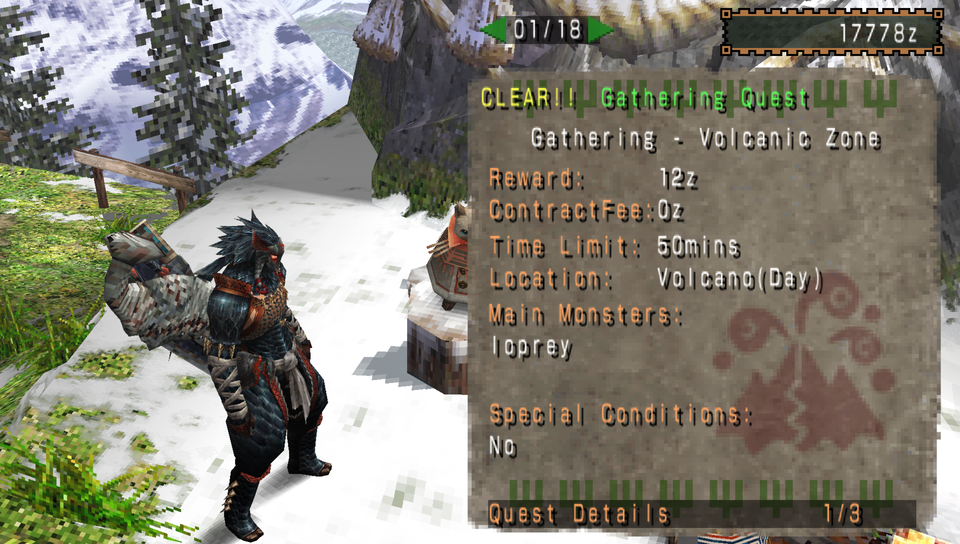 01/18
17778z
CLEAR!! Gathering Quest
Gathering - Volcanic Zone
Reward: 12z
ContractFee:0z
Time Limit: 50mins
Location: Volcano(Day)
Main Monsters:
Ioprey
Special Conditions:
No
Quest Details 1/3